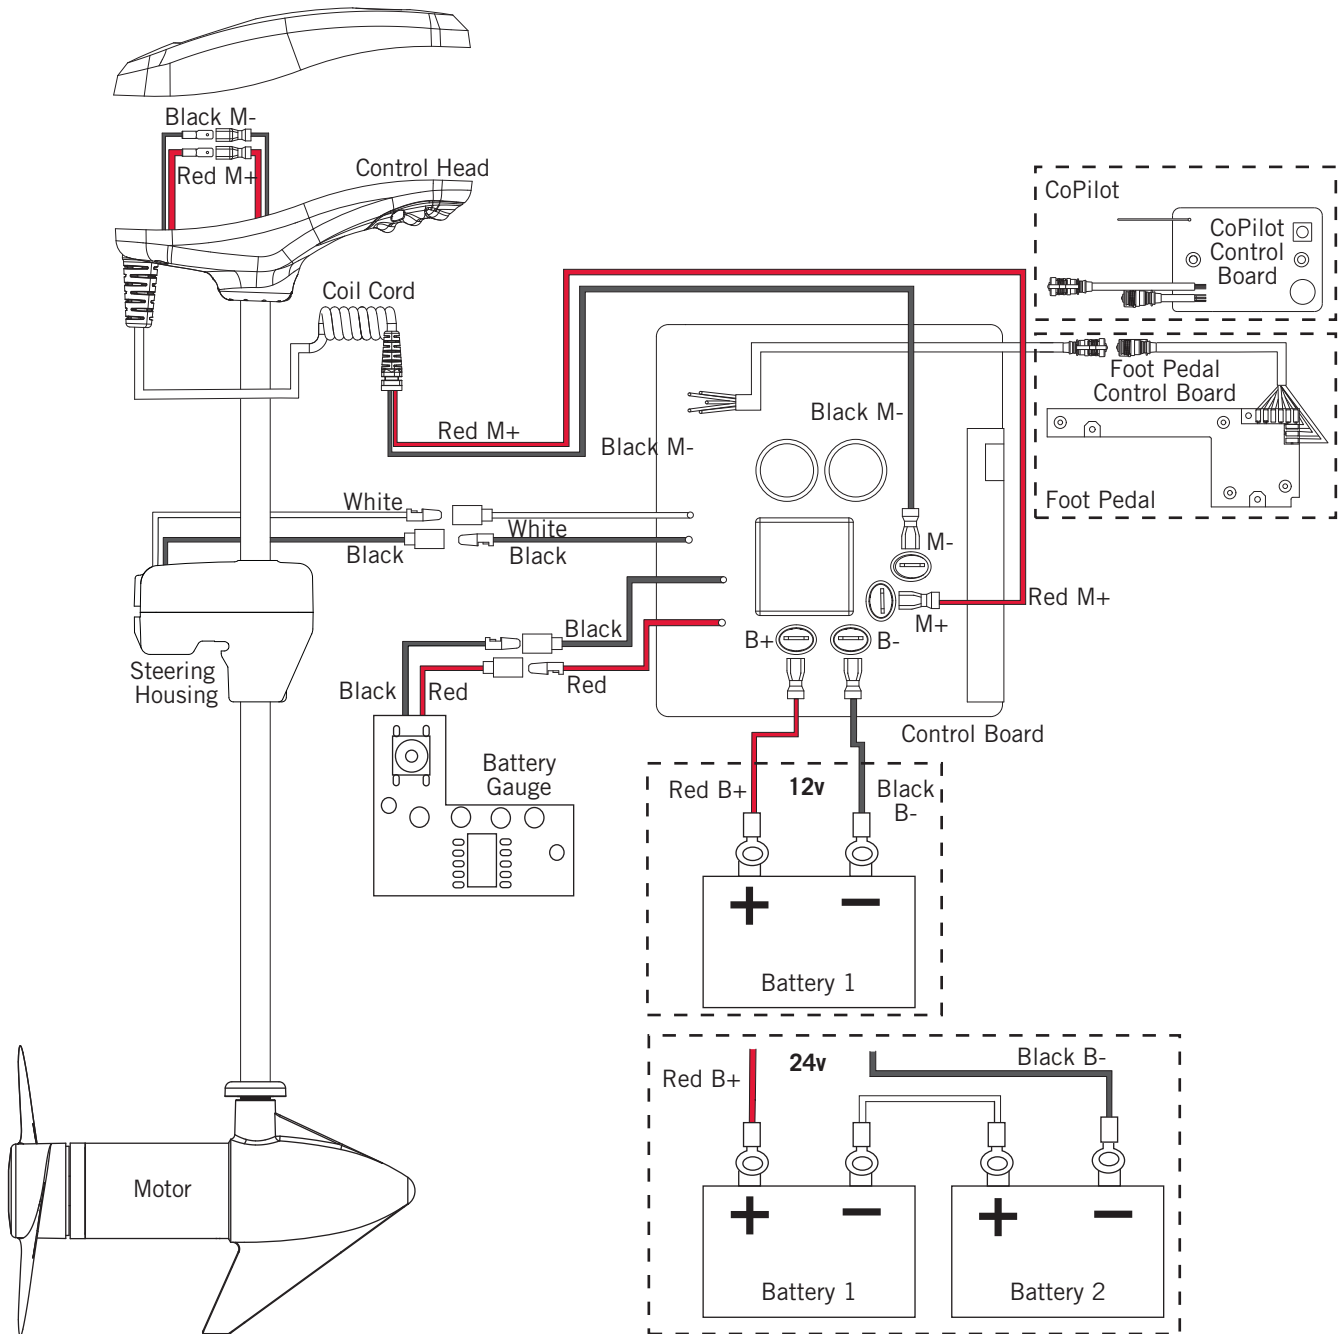 Black M-
Red M+
Control Head
CoPilot
CoPilot
Control
Board
Coil Cord
Foot Pedal
Control Board
Black M-
Red M+
Black M-
Foot Pedal
White
White
Black
Black
M-
Red M+
M+
Black
B+
B-
Steering
Housing
Black
Red
Red
Control Board
Battery
Gauge
Red B+
12v
Black
B-
+
−
Battery 1
24v
Black B-
Red B+
Motor
+
−
+
−
Battery 1
Battery 2